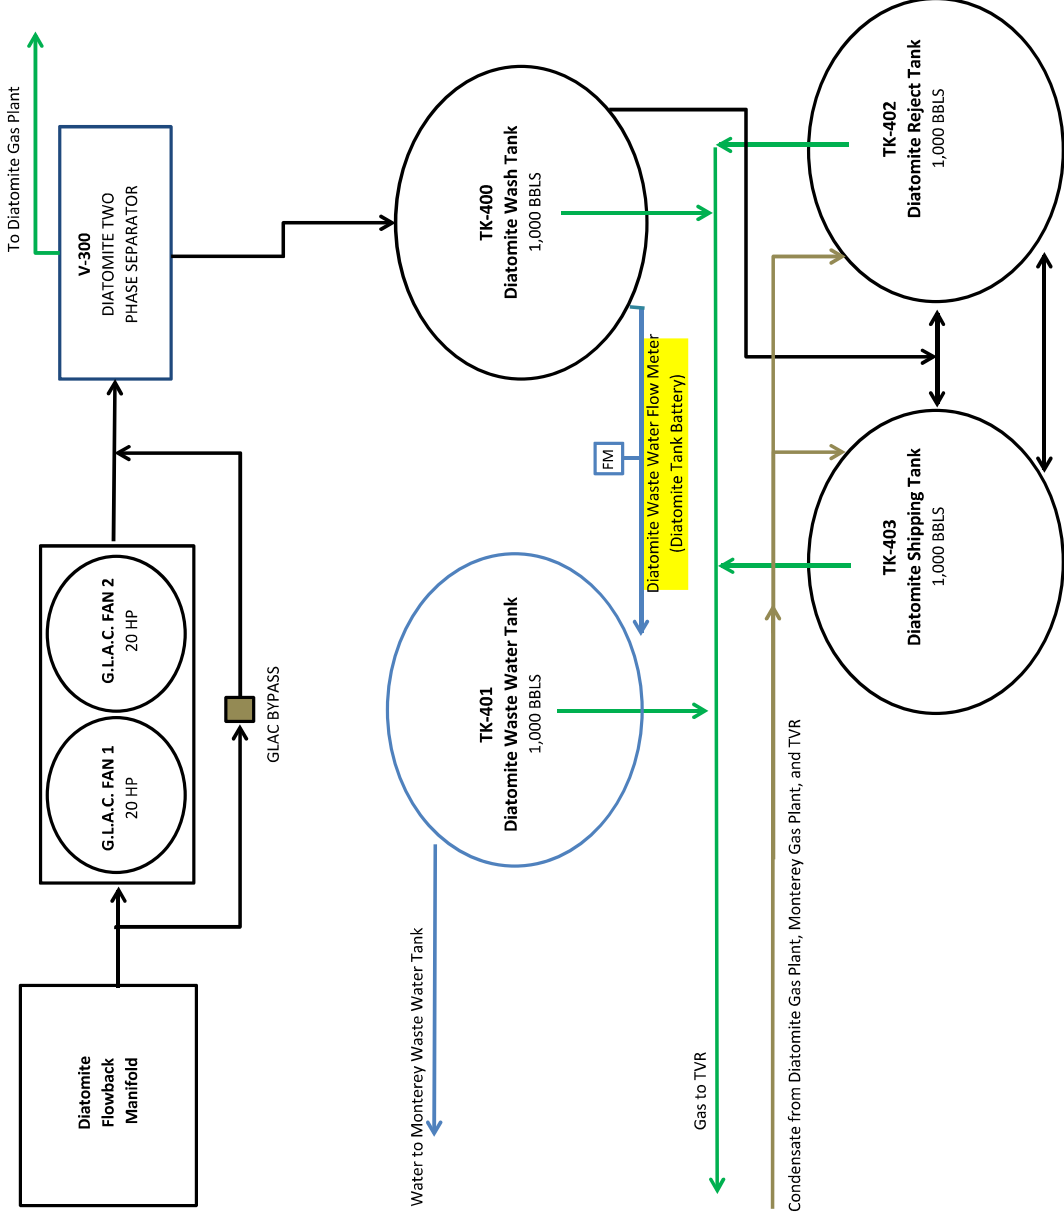 Diatomite
Flowback
Manifold
G.L.A.C. FAN 1
20 HP
G.L.A.C. FAN 2
20 HP
GLAC BYPASS
V-300
DIATOMITE TWO
PHASE SEPARATOR
To Diatomite Gas Plant
Water to Monterey Waste Water Tank
TK-401
Diatomite Waste Water Tank
1,000 BBLS
FM
Diatomite Waste Water Flow Meter
(Diatomite Tank Battery)
TK-400
Diatomite Wash Tank
1,000 BBLS
Gas to TVR
Condensate from Diatomite Gas Plant, Monterey Gas Plant, and TVR
TK-403
Diatomite Shipping Tank
1,000 BBLS
TK-402
Diatomite Reject Tank
1,000 BBLS